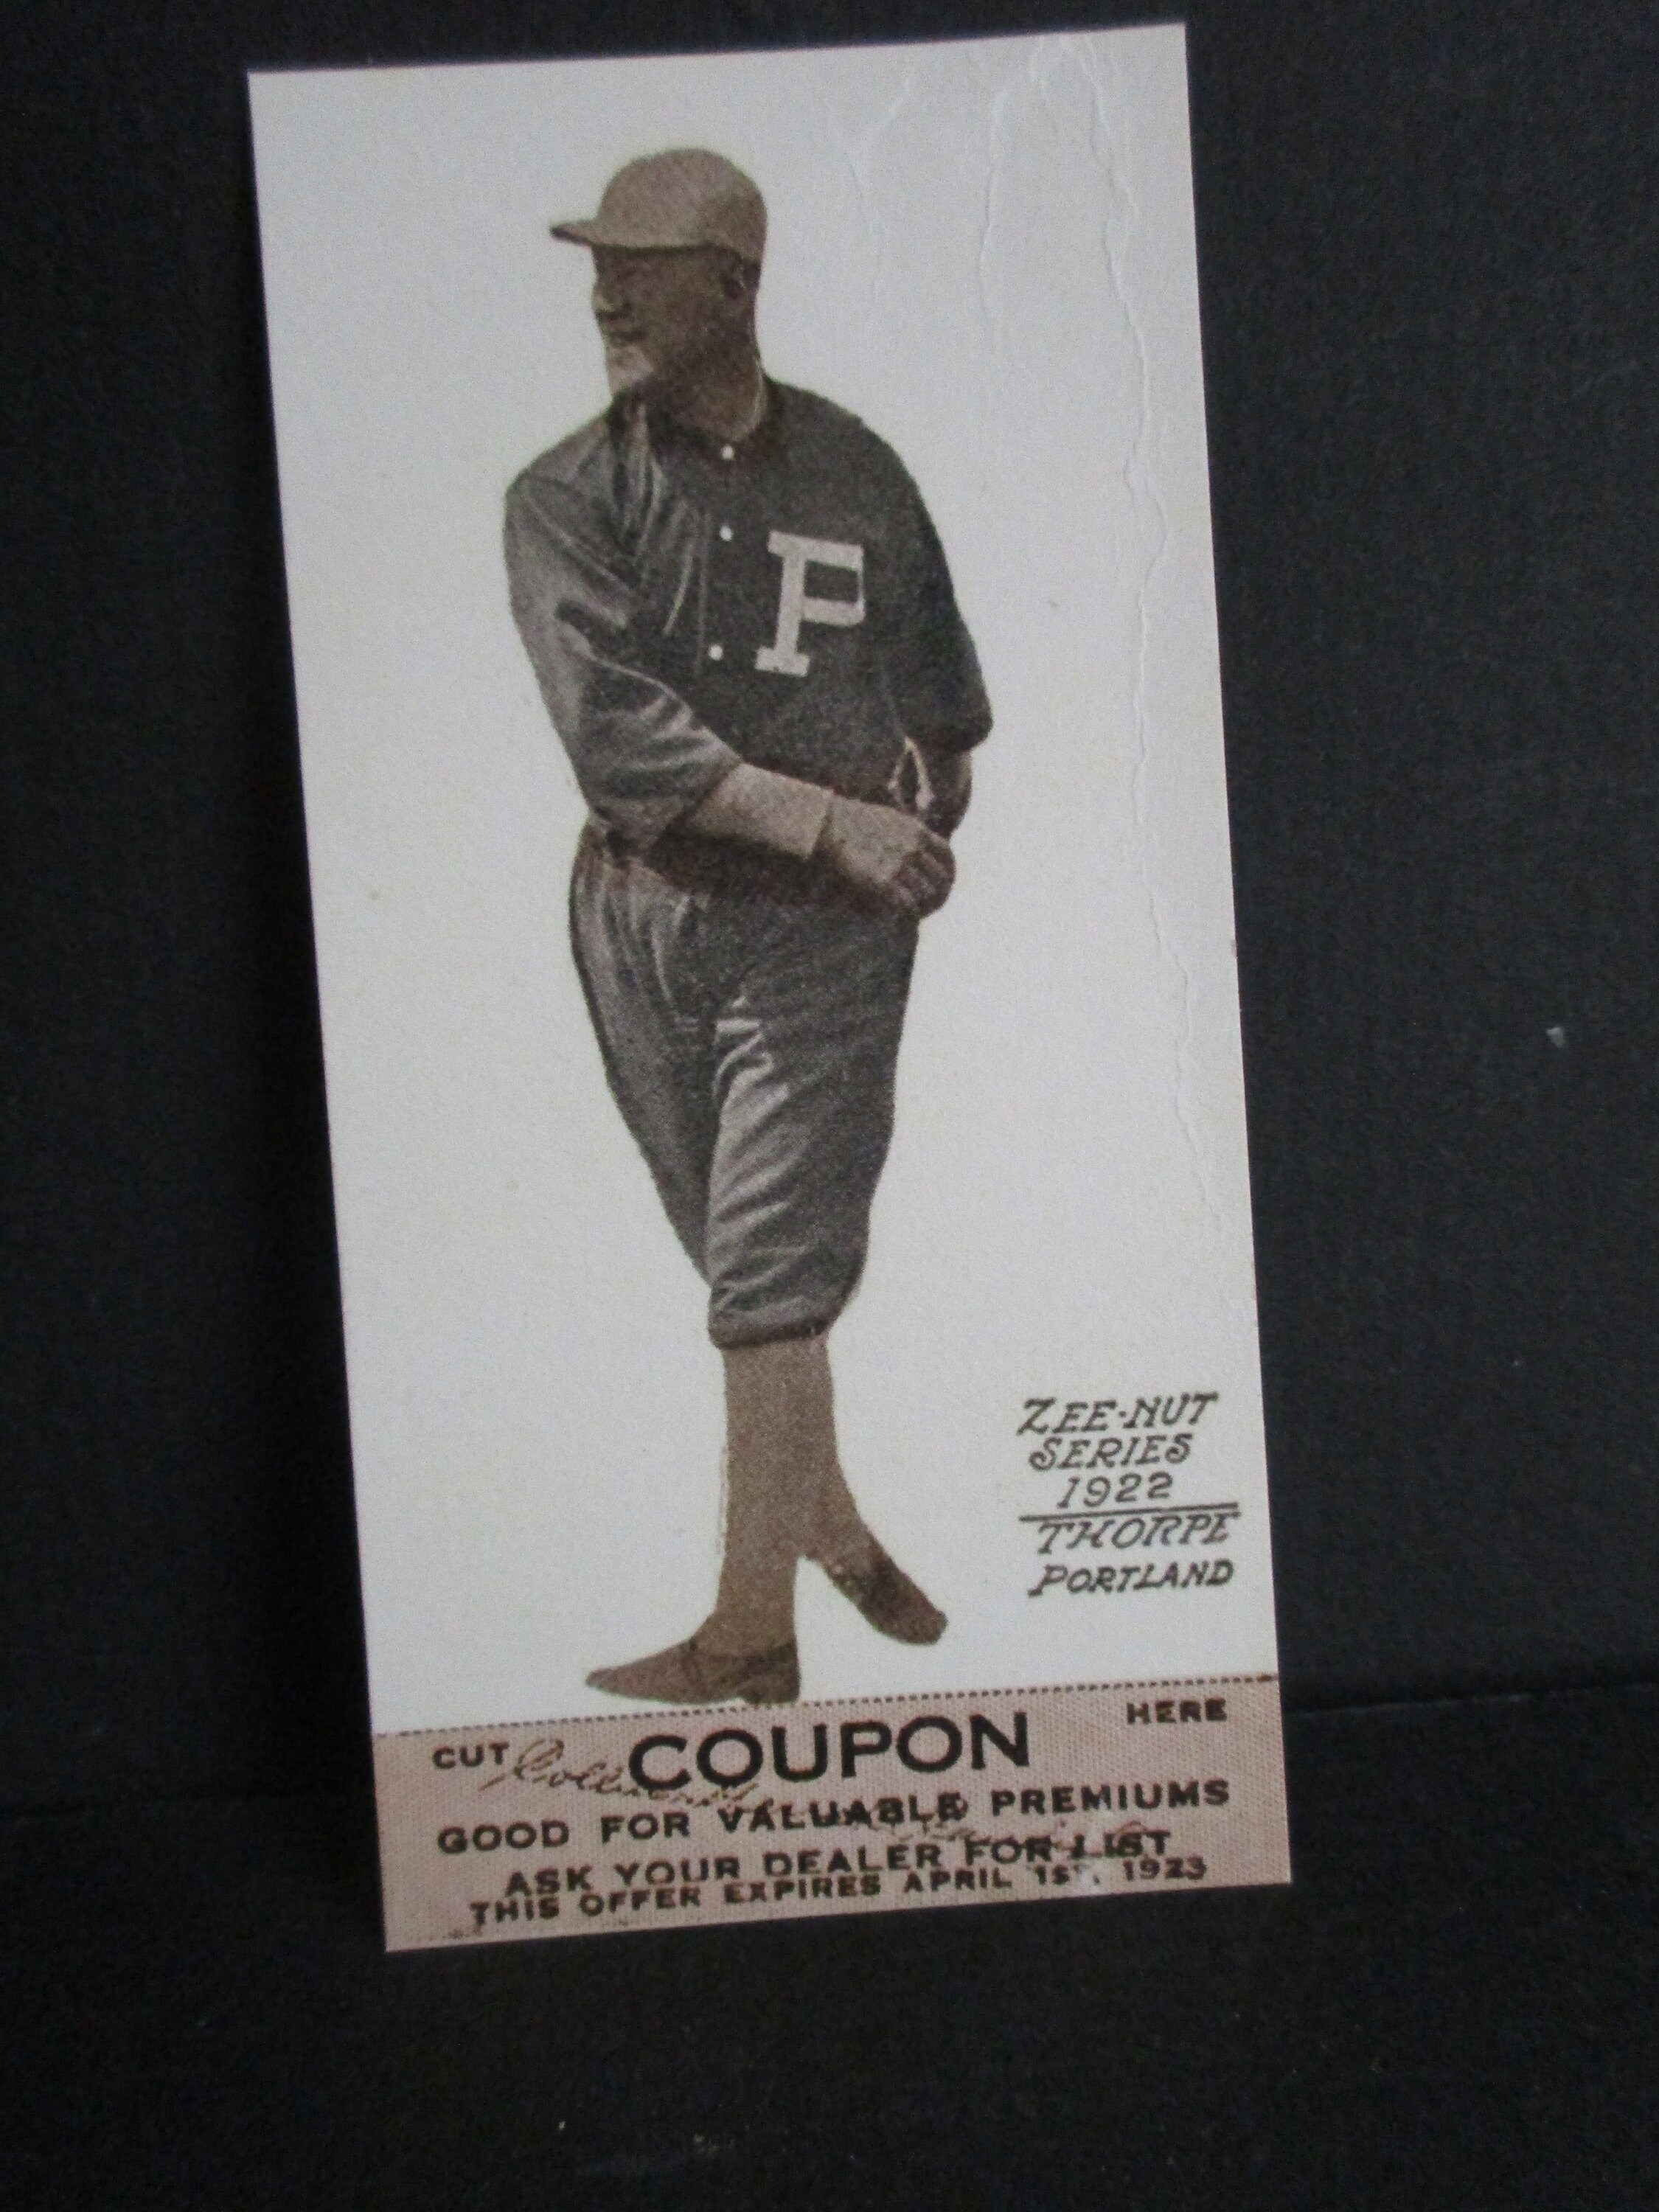 P
ZEE-NUT
SERIES
1922
THORPE
PORTLAND
CUT COUPON HERE
GOOD FOR VALUABLE PREMIUMS
ASK YOUR DEALER FOR LIST
THIS OFFER EXPIRES APRIL 1ST, 1923